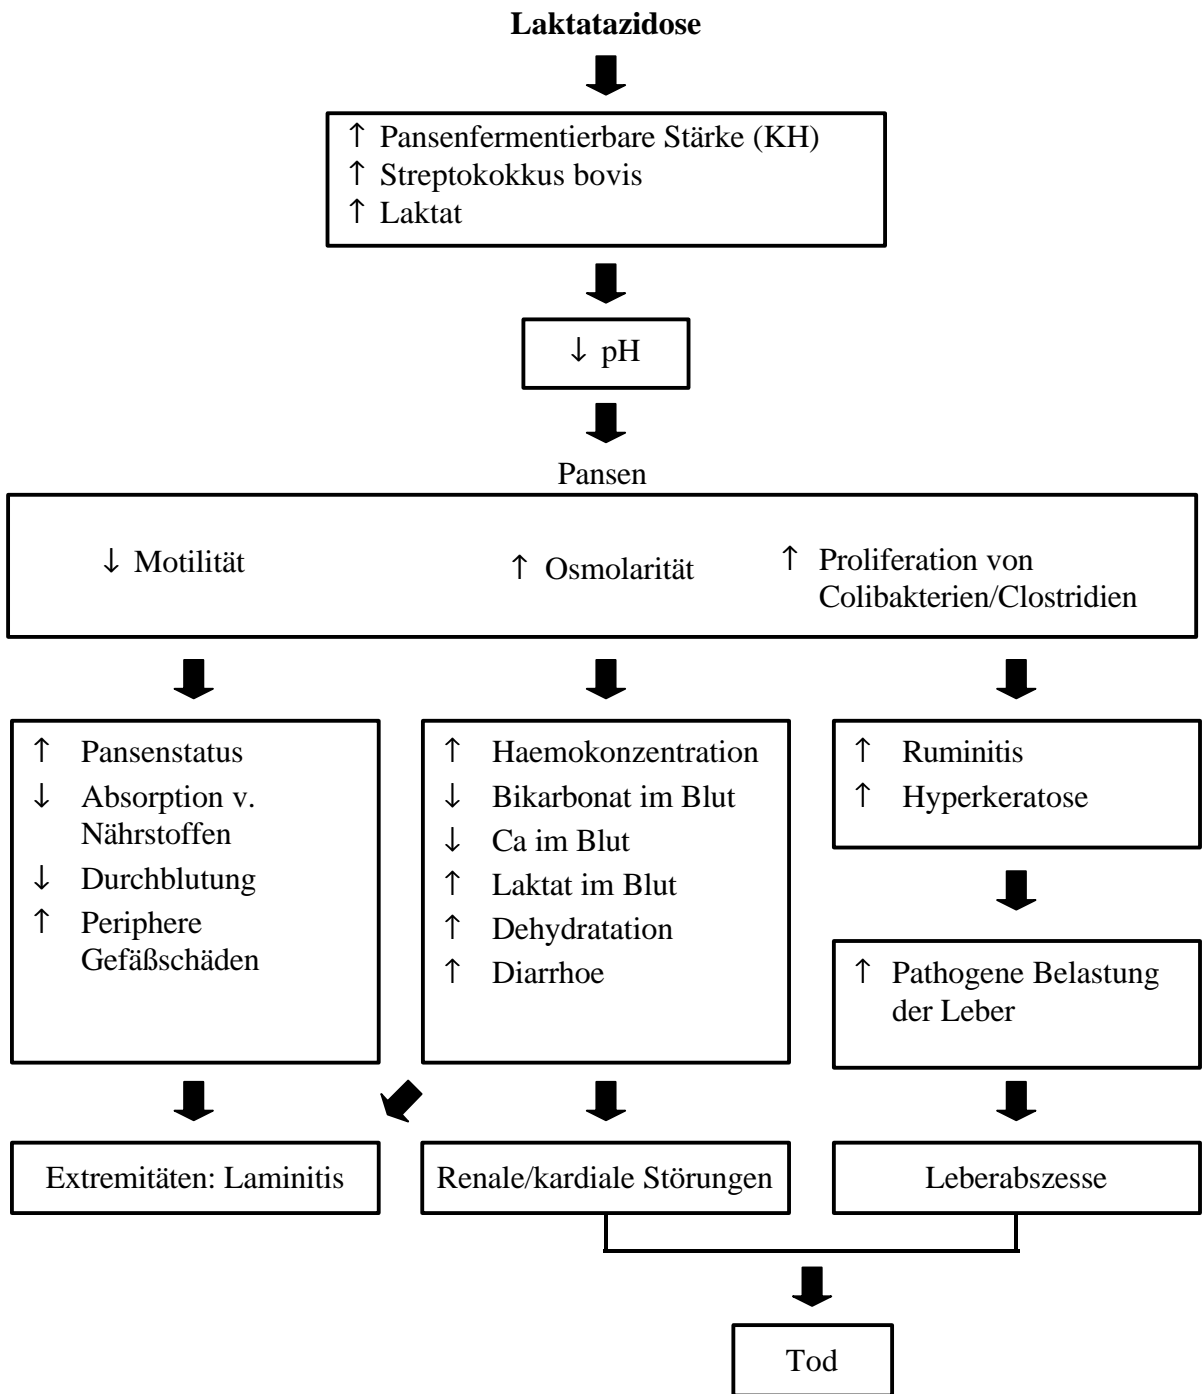 Laktatazidose
↑ Pansenfermentierbare Stärke (KH)
↑ Streptokokkus bovis
↑ Laktat
↓ pH
Pansen
↓ Motilität
↑ Osmolarität
↑ Proliferation von
Colibakterien/Clostridien
↑ Pansenstatus
↓ Absorption v.
Nährstoffen
↓ Durchblutung
↑ Periphere
Gefäßschäden
↑ Haemokonzentration
↓ Bikarbonat im Blut
↓ Ca im Blut
↑ Laktat im Blut
↑ Dehydratation
↑ Diarrhoe
↑ Ruminitis
↑ Hyperkeratose
↑ Pathogene Belastung
der Leber
Extremitäten: Laminitis
Renale/kardiale Störungen
Leberabszesse
Tod